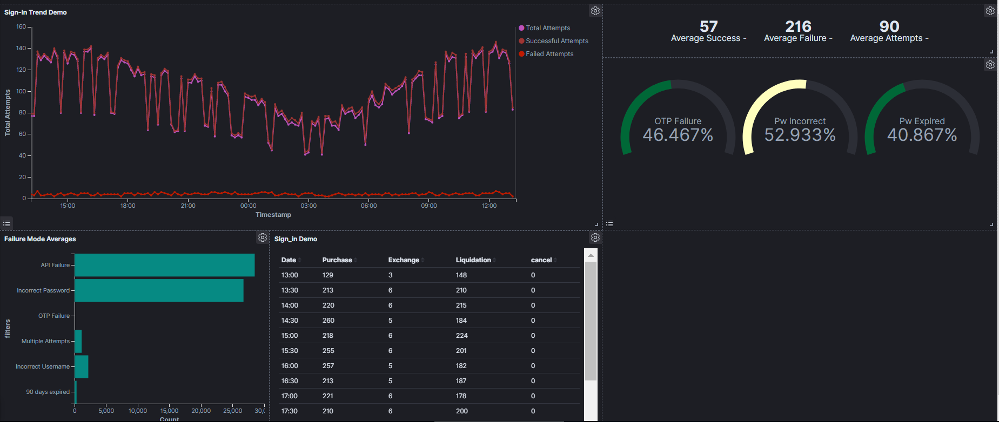 Sign-In Trend Demo
160
140
120
100
80
60
40
20
0
Total Attempts
15:00 18:00 21:00 00:00 03:00 06:00 09:00 12:00
Timestamp
Total Attempts
Successful Attempts
Failed Attempts
57 216 90
Average Success - Average Failure - Average Attempts -
OTP Failure Pw incorrect Pw Expired
46.467% 52.933% 40.867%
Failure Mode Averages
filters
API Failure
Incorrect Password
OTP Failure
Multiple Attempts
Incorrect Username
90 days expired
0 5,000 10,000 15,000 20,000 25,000 30,0
Count
Sign_in Demo
Date Purchase Exchange Liquidation cancel
13:00 129 3 148 0
13:30 213 6 210 0
14:00 220 6 215 0
14:30 260 5 184 0
15:00 218 6 224 0
15:30 255 6 201 0
16:00 257 5 182 0
16:30 213 5 187 0
17:00 221 6 178 0
17:30 210 6 200 0